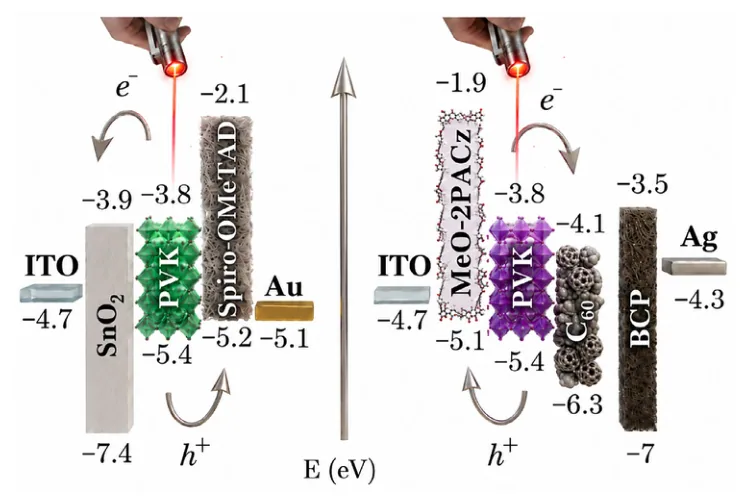 e⁻
−2.1
−3.9
−3.8
ITO
−4.7
SnO₂
PVK
Spiro-OMeTAD
Au
−5.4
−5.2
−5.1
h⁺
−7.4
E (eV)
−1.9
e⁻
−3.8
−3.5
−4.1
ITO
−4.7
MeO-2PACz
PVK
C₆₀
BCP
Ag
−4.3
−5.1
−5.4
−6.3
h⁺
−7